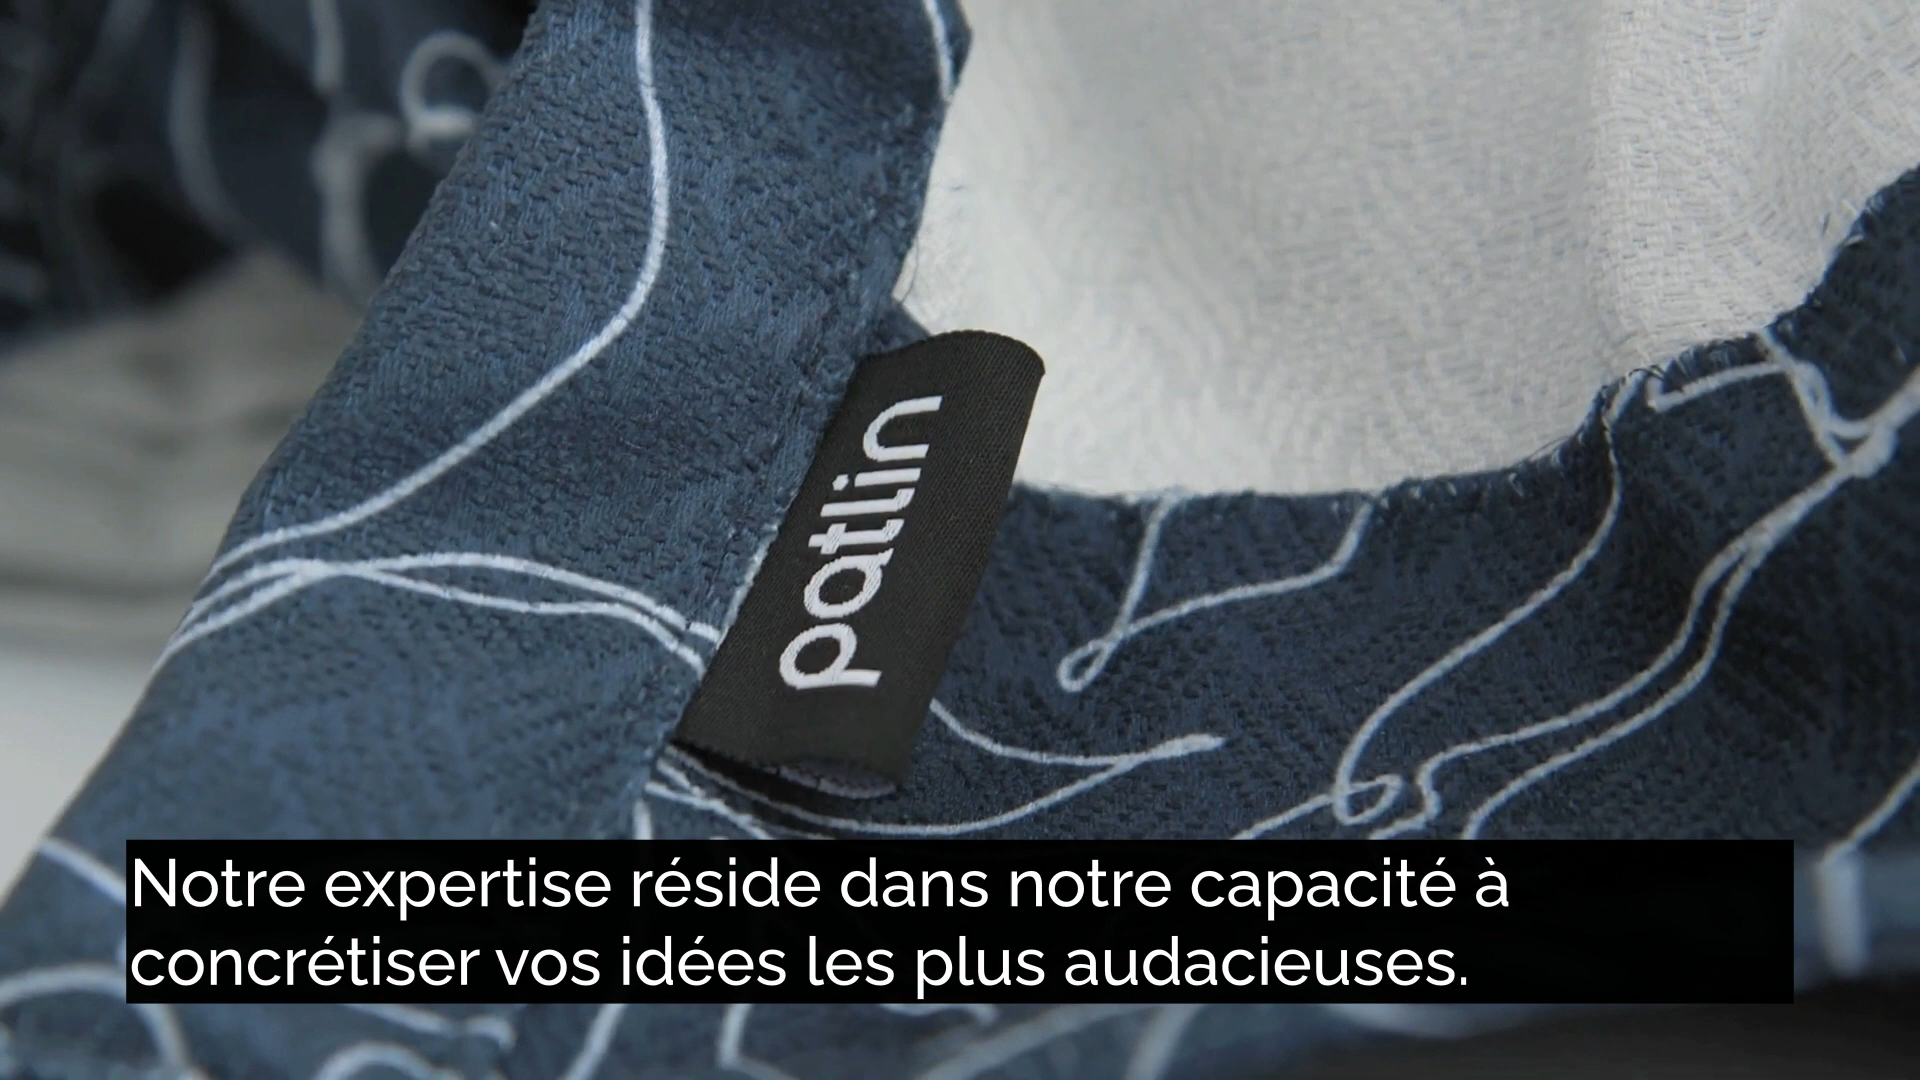 patlin
Notre expertise réside dans notre capacité à
concrétiser vos idées les plus audacieuses.